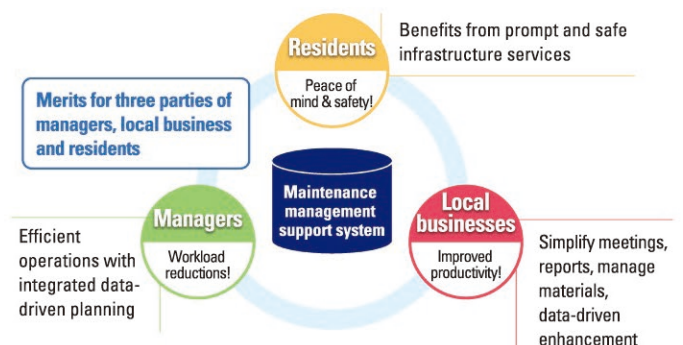 Residents
Peace of
mind & safety!
Benefits from prompt and safe
infrastructure services
Merits for three parties of
managers, local business
and residents
Maintenance
management
support system
Managers
Workload
reductions!
Efficient
operations with
integrated data-
driven planning
Local
businesses
Improved
productivity!
Simplify meetings,
reports, manage
materials,
data-driven
enhancement